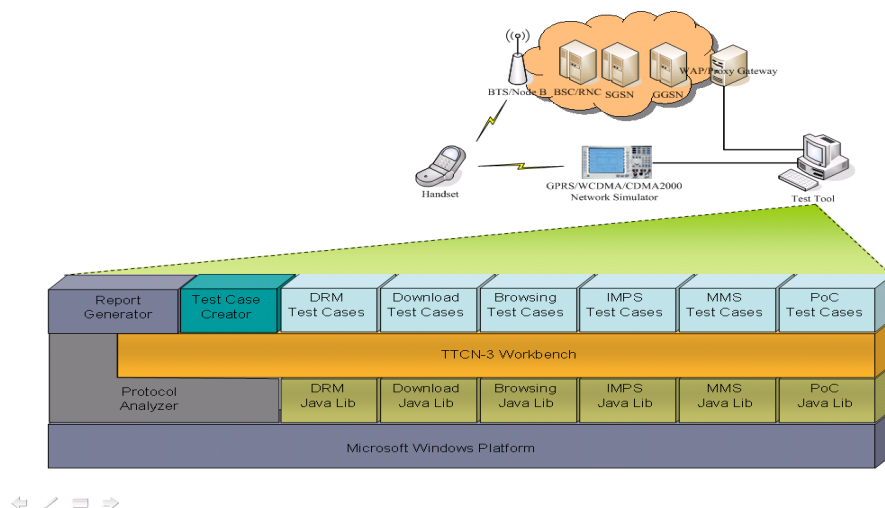 WAP/Proxy Gateway
BTS/Node B
BSC/RNC
SGSN
GGSN
Handset
GPRS/WCDMA/CDMA2000
Network Simulator
Test Tool
Report
Generator
Test Case
Creator
DRM
Test Cases
Download
Test Cases
Browsing
Test Cases
IMPS
Test Cases
MMS
Test Cases
PoC
Test Cases
TTCN-3 Workbench
Protocol
Analyzer
DRM
Java Lib
Download
Java Lib
Browsing
Java Lib
IMPS
Java Lib
MMS
Java Lib
PoC
Java Lib
Microsoft Windows Platform